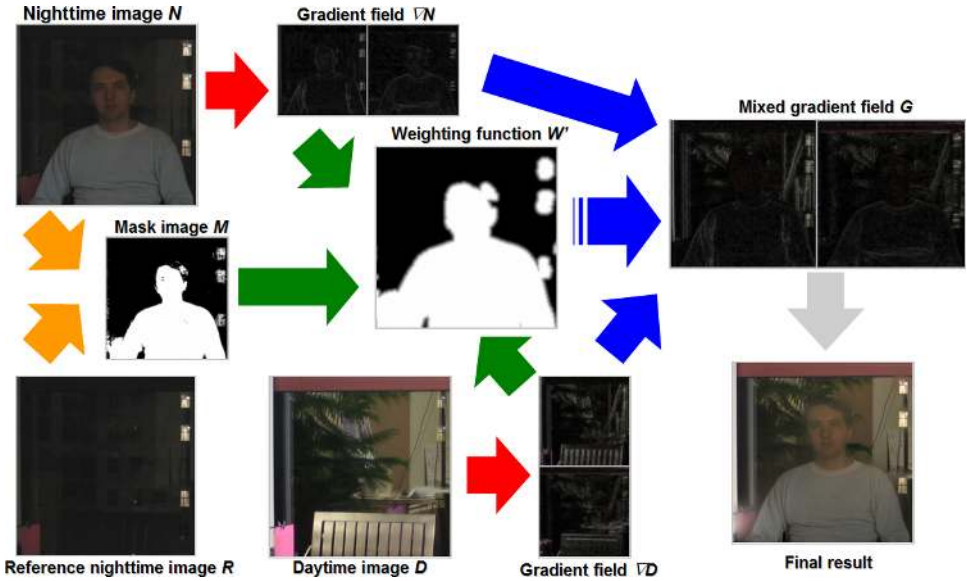 Nighttime image N
Gradient field ∇N
Mixed gradient field G
Weighting function W'
Mask image M
Reference nighttime image R
Daytime image D
Gradient field ∇D
Final result